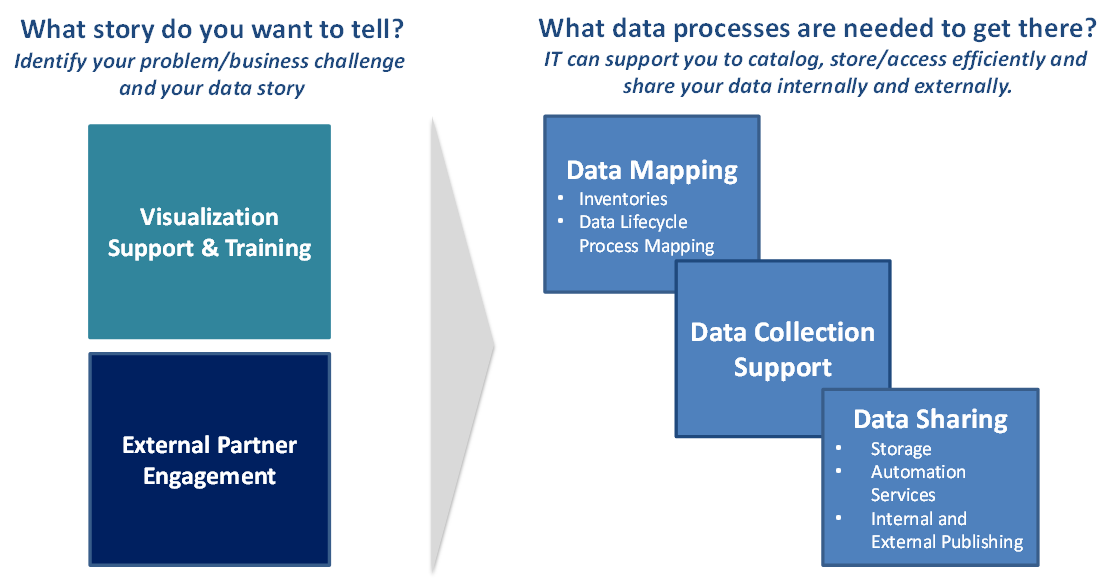 What story do you want to tell?
Identify your problem/business challenge
and your data story
Visualization
Support & Training
External Partner
Engagement
What data processes are needed to get there?
IT can support you to catalog, store/access efficiently and
share your data internally and externally.
Data Mapping
• Inventories
• Data Lifecycle
Process Mapping
Data Collection
Support
Data Sharing
• Storage
• Automation
Services
• Internal and
External Publishing